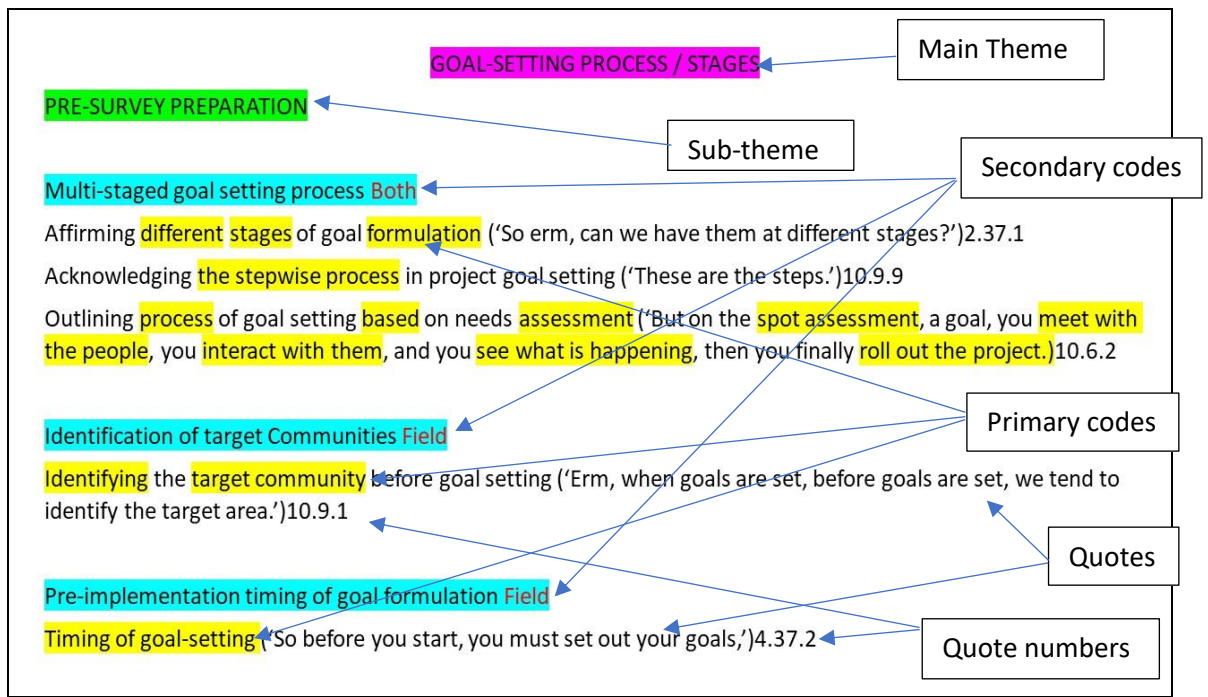 Main Theme
GOAL-SETTING PROCESS / STAGES
PRE-SURVEY PREPARATION
Sub-theme
Secondary codes
Multi-staged goal setting process Both
Affirming different stages of goal formulation (‘So erm, can we have them at different stages?’)2.37.1
Acknowledging the stepwise process in project goal setting (‘These are the steps.’)10.9.9
Outlining process of goal setting based on needs assessment (‘But on the spot assessment, a goal, you meet with
the people, you interact with them, and you see what is happening, then you finally roll out the project.)10.6.2
Primary codes
Identification of target Communities Field
Identifying the target community before goal setting (‘Erm, when goals are set, before goals are set, we tend to
identify the target area.’)10.9.1
Quotes
Pre-implementation timing of goal formulation Field
Timing of goal-setting (‘So before you start, you must set out your goals,’)4.37.2
Quote numbers